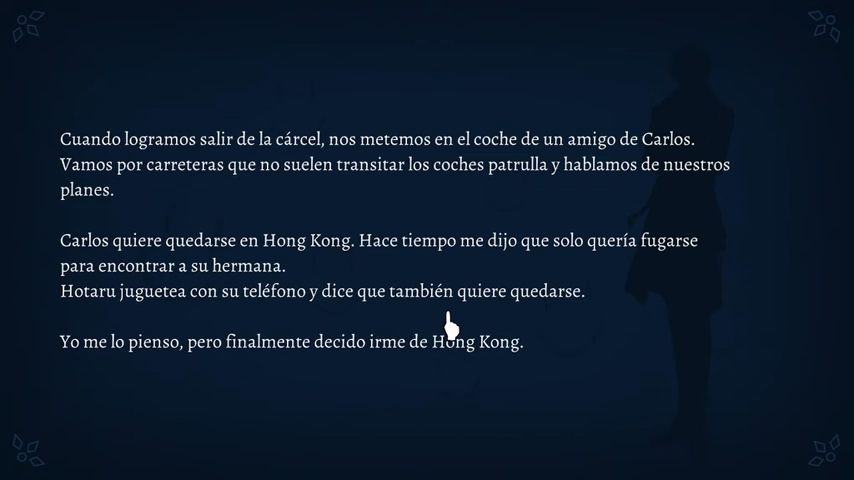 Cuando logramos salir de la cárcel, nos metemos en el coche de un amigo de Carlos.
Vamos por carreteras que no suelen transitar los coches patrulla y hablamos de nuestros
planes.
Carlos quiere quedarse en Hong Kong. Hace tiempo me dijo que solo quería fugarse
para encontrar a su hermana.
Hotaru juguetea con su teléfono y dice que también quiere quedarse.
Yo me lo pienso, pero finalmente decido irme de Hong Kong.